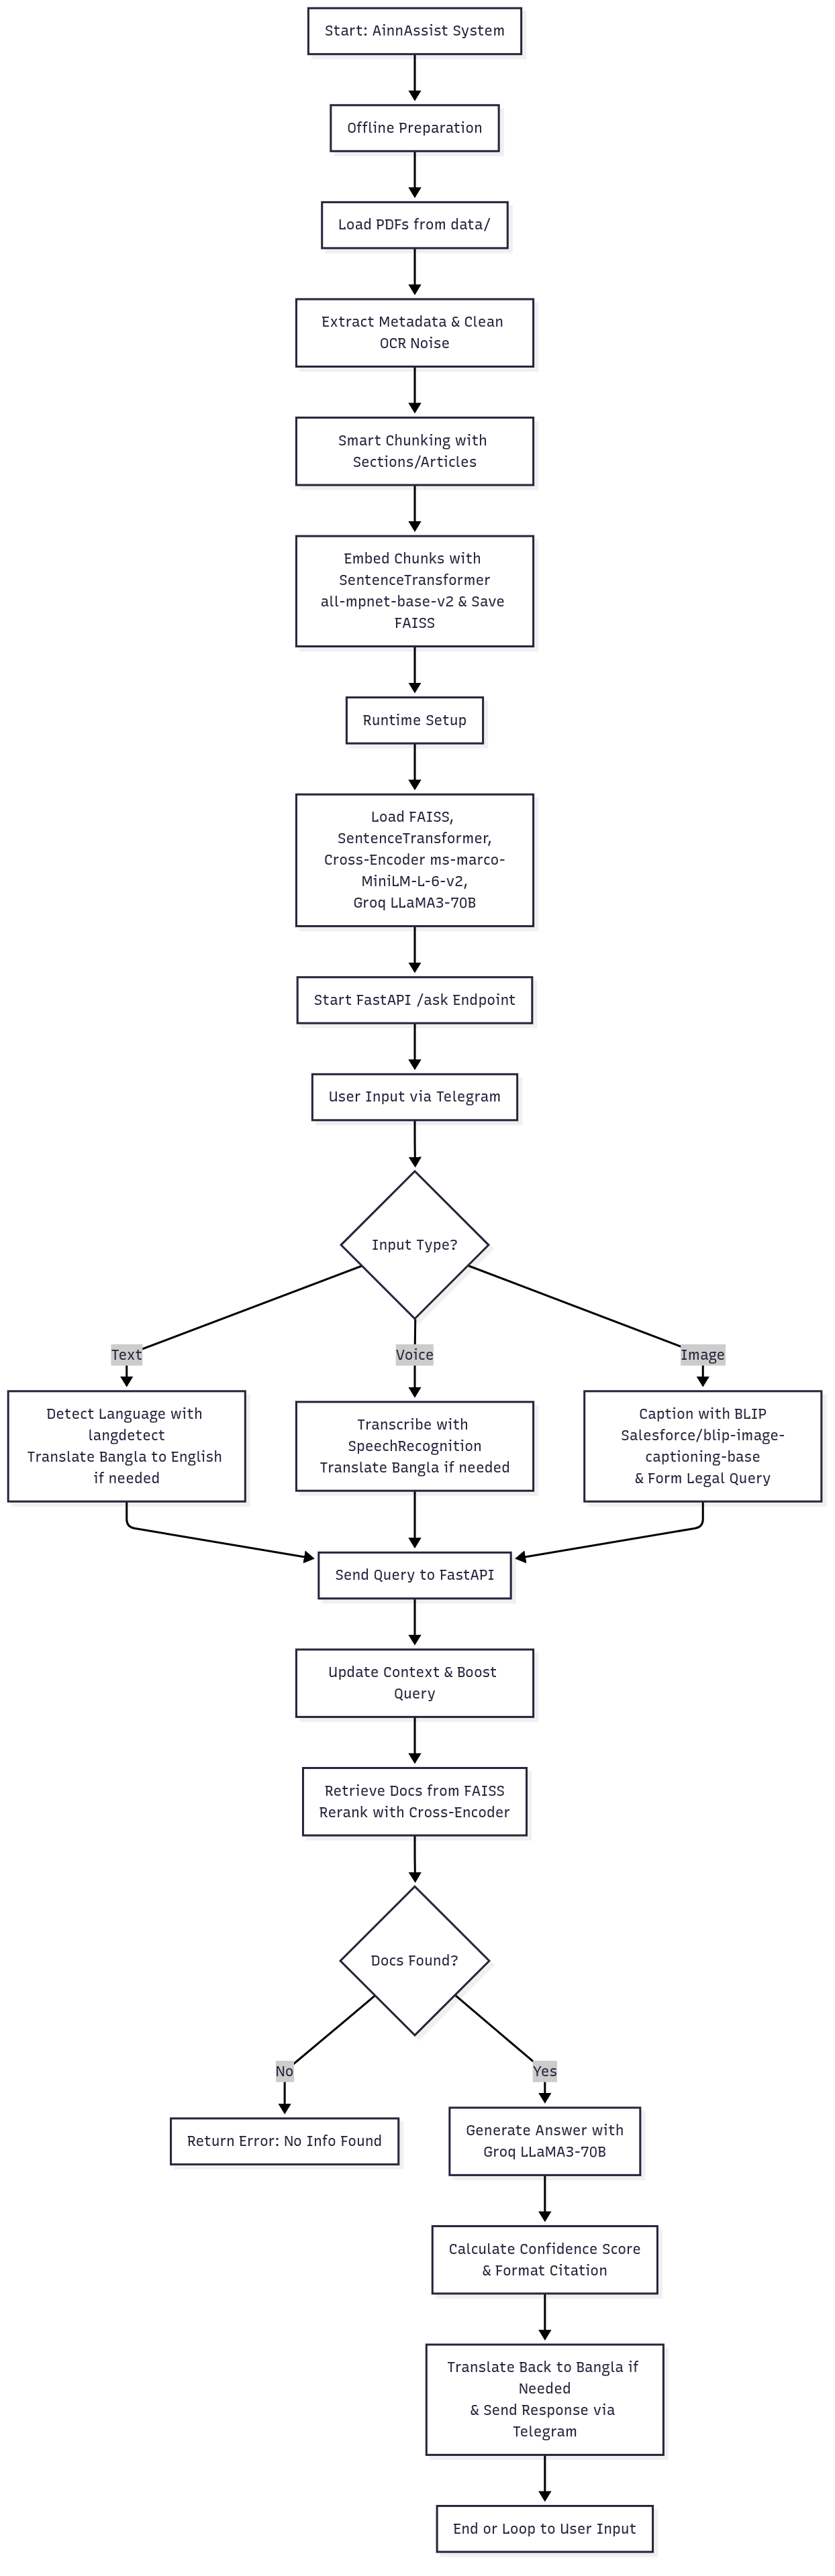 Start: AinnAssist System
Offline Preparation
Load PDFs from data/
Extract Metadata & Clean
OCR Noise
Smart Chunking with
Sections/Articles
Embed Chunks with
SentenceTransformer
all-mpnet-base-v2 & Save
FAISS
Runtime Setup
Load FAISS,
SentenceTransformer,
Cross-Encoder ms-marco-
MiniLM-L-6-v2,
Groq LLaMA3-70B
Start FastAPI /ask Endpoint
User Input via Telegram
Input Type?
Text
Voice
Image
Detect Language with
langdetect
Translate Bangla to English
if needed
Transcribe with
SpeechRecognition
Translate Bangla if needed
Caption with BLIP
Salesforce/blip-image-
captioning-base
& Form Legal Query
Send Query to FastAPI
Update Context & Boost
Query
Retrieve Docs from FAISS
Rerank with Cross-Encoder
Docs Found?
No
Yes
Return Error: No Info Found
Generate Answer with
Groq LLaMA3-70B
Calculate Confidence Score
& Format Citation
Translate Back to Bangla if
Needed
& Send Response via
Telegram
End or Loop to User Input